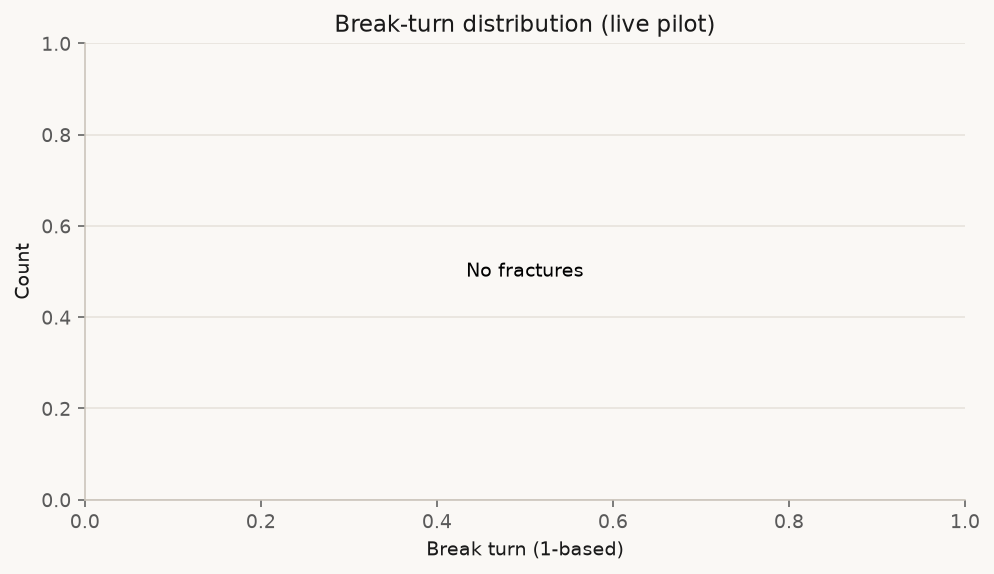 Break-turn distribution (live pilot)
1.0
0.8
0.6
0.4
0.2
0.0
Count
No fractures
0.0 0.2 0.4 0.6 0.8 1.0
Break turn (1-based)